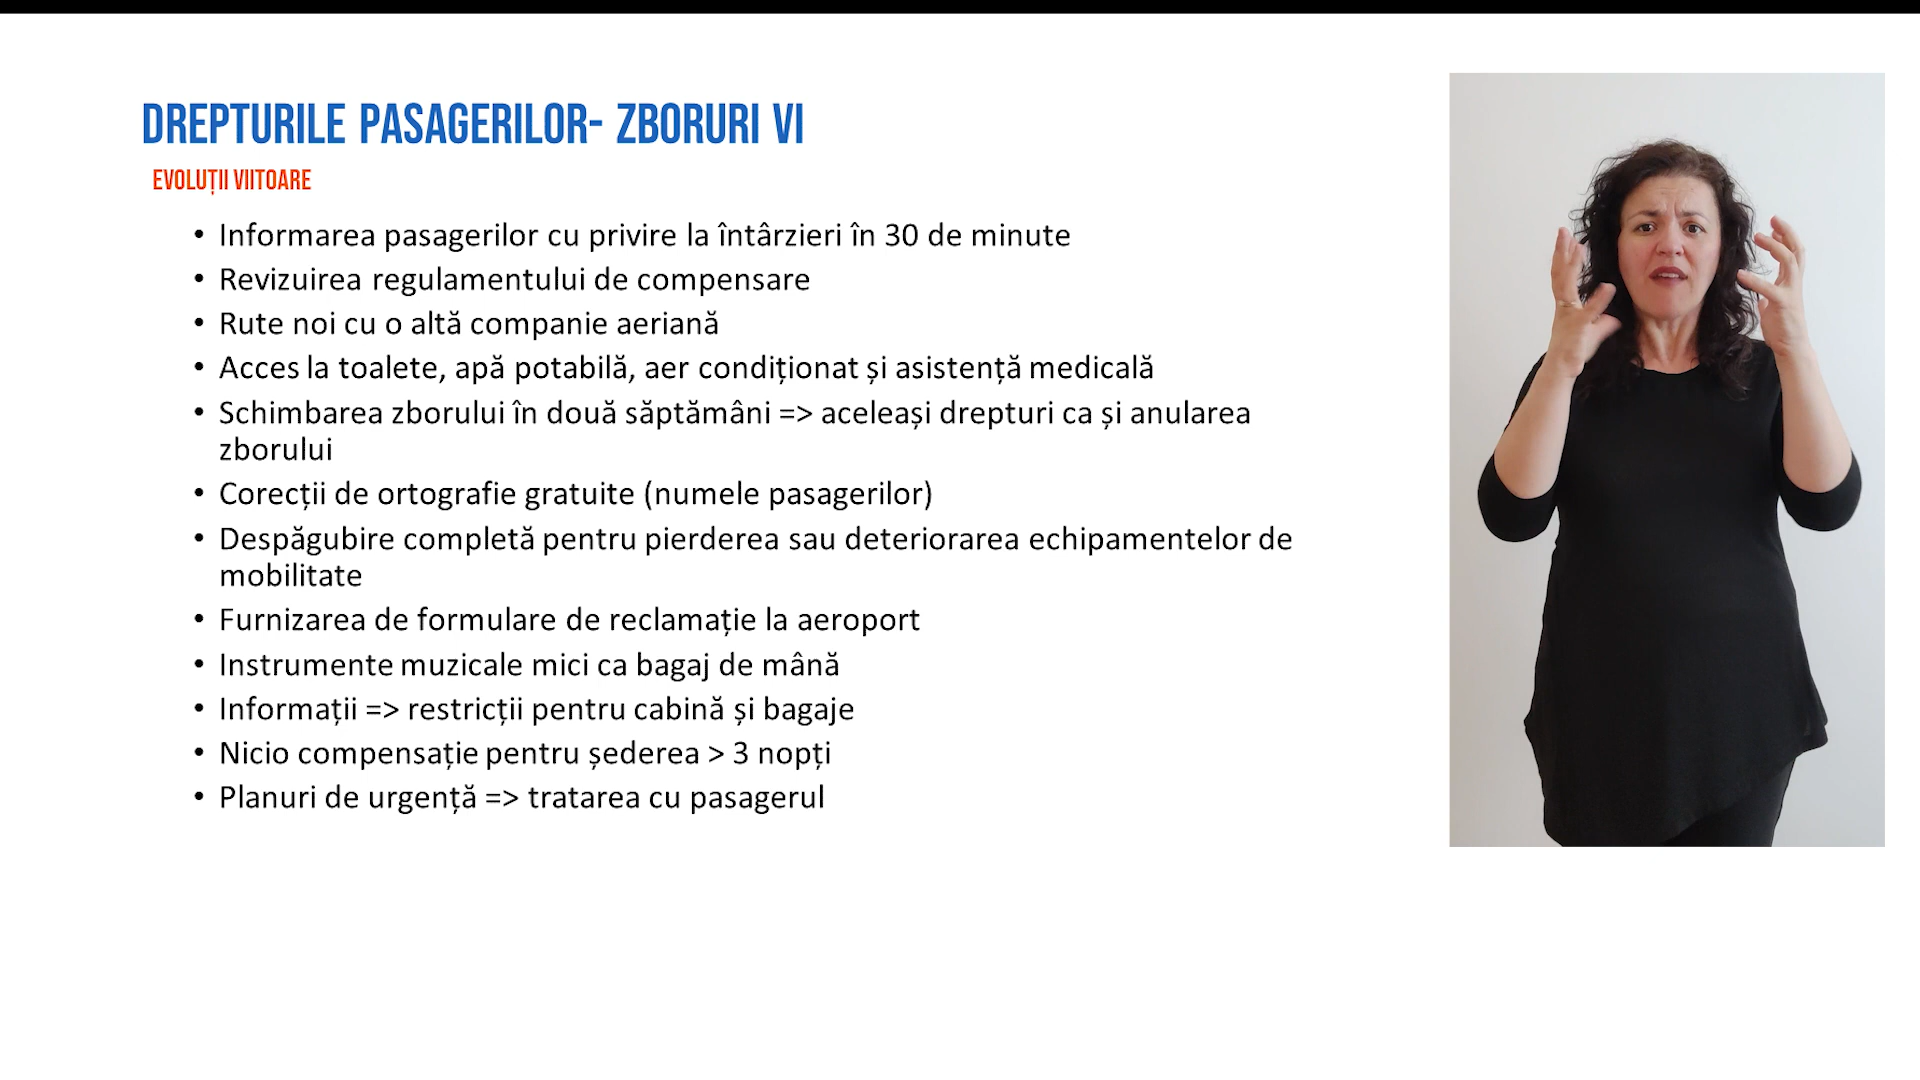 DREPTURILE PASAGERILOR- ZBORURI VI
EVOLUȚII VIITOARE
• Informarea pasagerilor cu privire la întârzieri în 30 de minute
• Revizuirea regulamentului de compensare
• Rute noi cu o altă companie aeriană
• Acces la toalete, apă potabilă, aer condiționat și asistență medicală
• Schimbarea zborului în două săptămâni => aceleași drepturi ca și anularea
zborului
• Corecții de ortografie gratuite (numele pasagerilor)
• Despăgubire completă pentru pierderea sau deteriorarea echipamentelor de
mobilitate
• Furnizarea de formulare de reclamație la aeroport
• Instrumente muzicale mici ca bagaj de mână
• Informații => restricții pentru cabină și bagaje
• Nicio compensație pentru șederea > 3 nopți
• Planuri de urgență => tratarea cu pasagerul